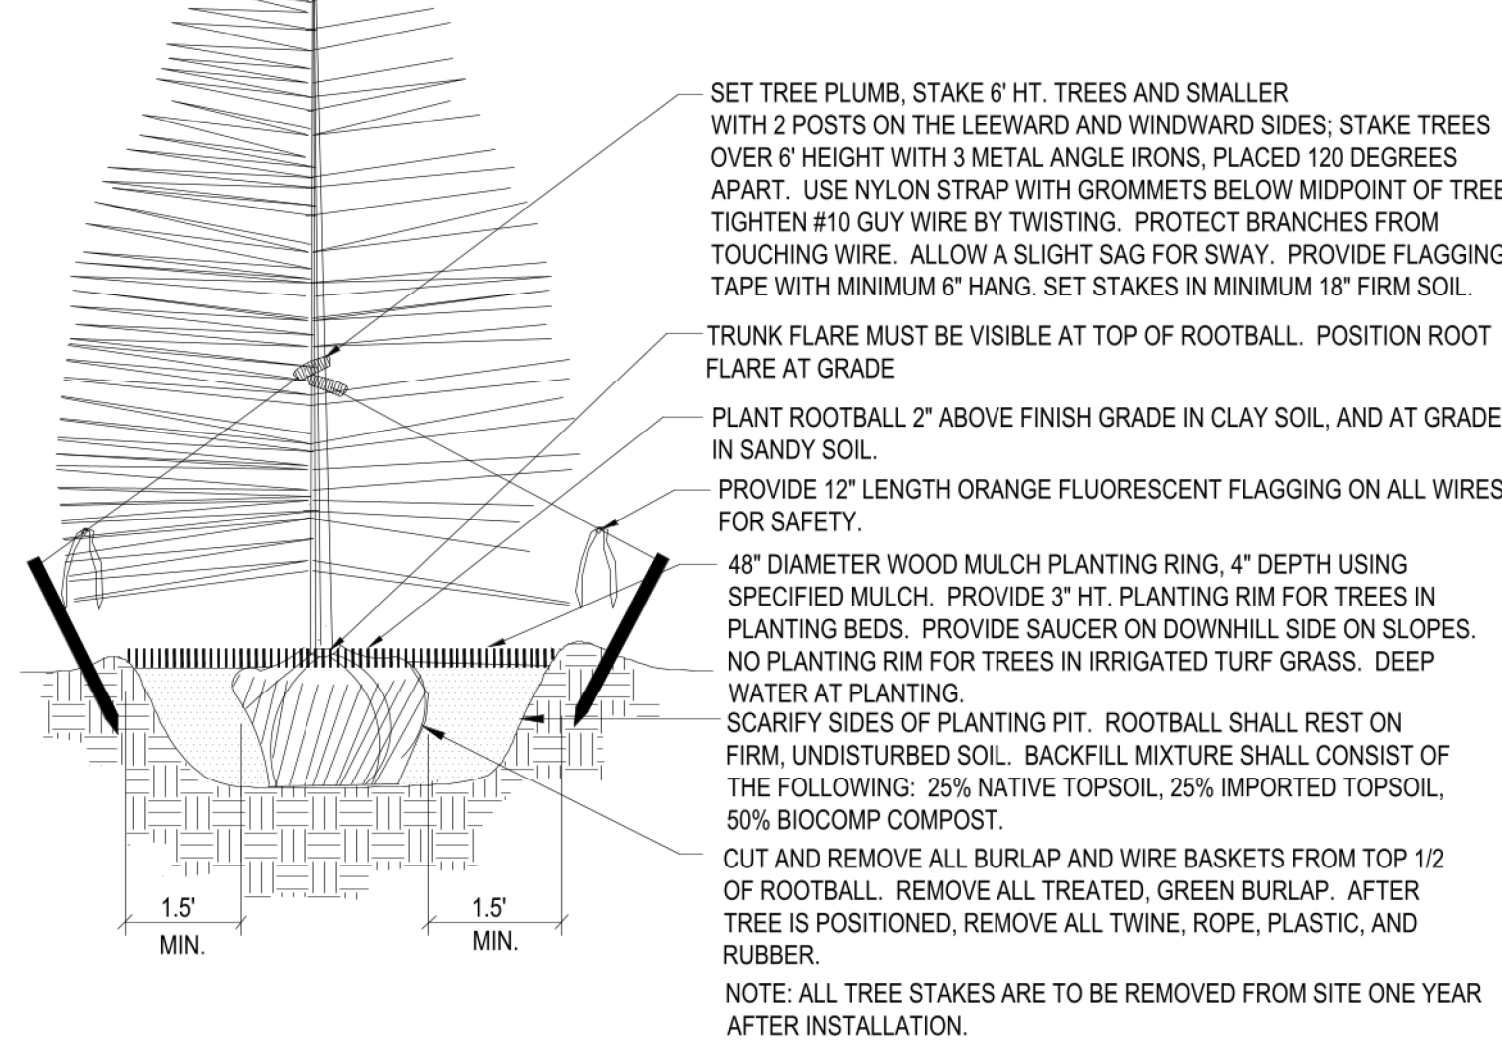 SET TREE PLUMB, STAKE 6' HT. TREES AND SMALLER
WITH 2 POSTS ON THE LEEWARD AND WINDWARD SIDES; STAKE TREES
OVER 6' HEIGHT WITH 3 METAL ANGLE IRONS, PLACED 120 DEGREES
APART. USE NYLON STRAP WITH GROMMETS BELOW MIDPOINT OF TREE
TIGHTEN #10 GUY WIRE BY TWISTING. PROTECT BRANCHES FROM
TOUCHING WIRE. ALLOW A SLIGHT SAG FOR SWAY. PROVIDE FLAGGING
TAPE WITH MINIMUM 6" HANG. SET STAKES IN MINIMUM 18" FIRM SOIL.
TRUNK FLARE MUST BE VISIBLE AT TOP OF ROOTBALL. POSITION ROOT
FLARE AT GRADE
PLANT ROOTBALL 2" ABOVE FINISH GRADE IN CLAY SOIL, AND AT GRADE
IN SANDY SOIL.
PROVIDE 12" LENGTH ORANGE FLUORESCENT FLAGGING ON ALL WIRES
FOR SAFETY.
48" DIAMETER WOOD MULCH PLANTING RING, 4" DEPTH USING
SPECIFIED MULCH. PROVIDE 3" HT. PLANTING RIM FOR TREES IN
PLANTING BEDS. PROVIDE SAUCER ON DOWNHILL SIDE ON SLOPES.
NO PLANTING RIM FOR TREES IN IRRIGATED TURF GRASS. DEEP
WATER AT PLANTING.
SCARIFY SIDES OF PLANTING PIT. ROOTBALL SHALL REST ON
FIRM, UNDISTURBED SOIL. BACKFILL MIXTURE SHALL CONSIST OF
THE FOLLOWING: 25% NATIVE TOPSOIL, 25% IMPORTED TOPSOIL,
50% BIOCOMP COMPOST.
CUT AND REMOVE ALL BURLAP AND WIRE BASKETS FROM TOP 1/2
OF ROOTBALL. REMOVE ALL TREATED, GREEN BURLAP. AFTER
TREE IS POSITIONED, REMOVE ALL TWINE, ROPE, PLASTIC, AND
RUBBER.
NOTE: ALL TREE STAKES ARE TO BE REMOVED FROM SITE ONE YEAR
AFTER INSTALLATION.
1.5'
MIN.
1.5'
MIN.